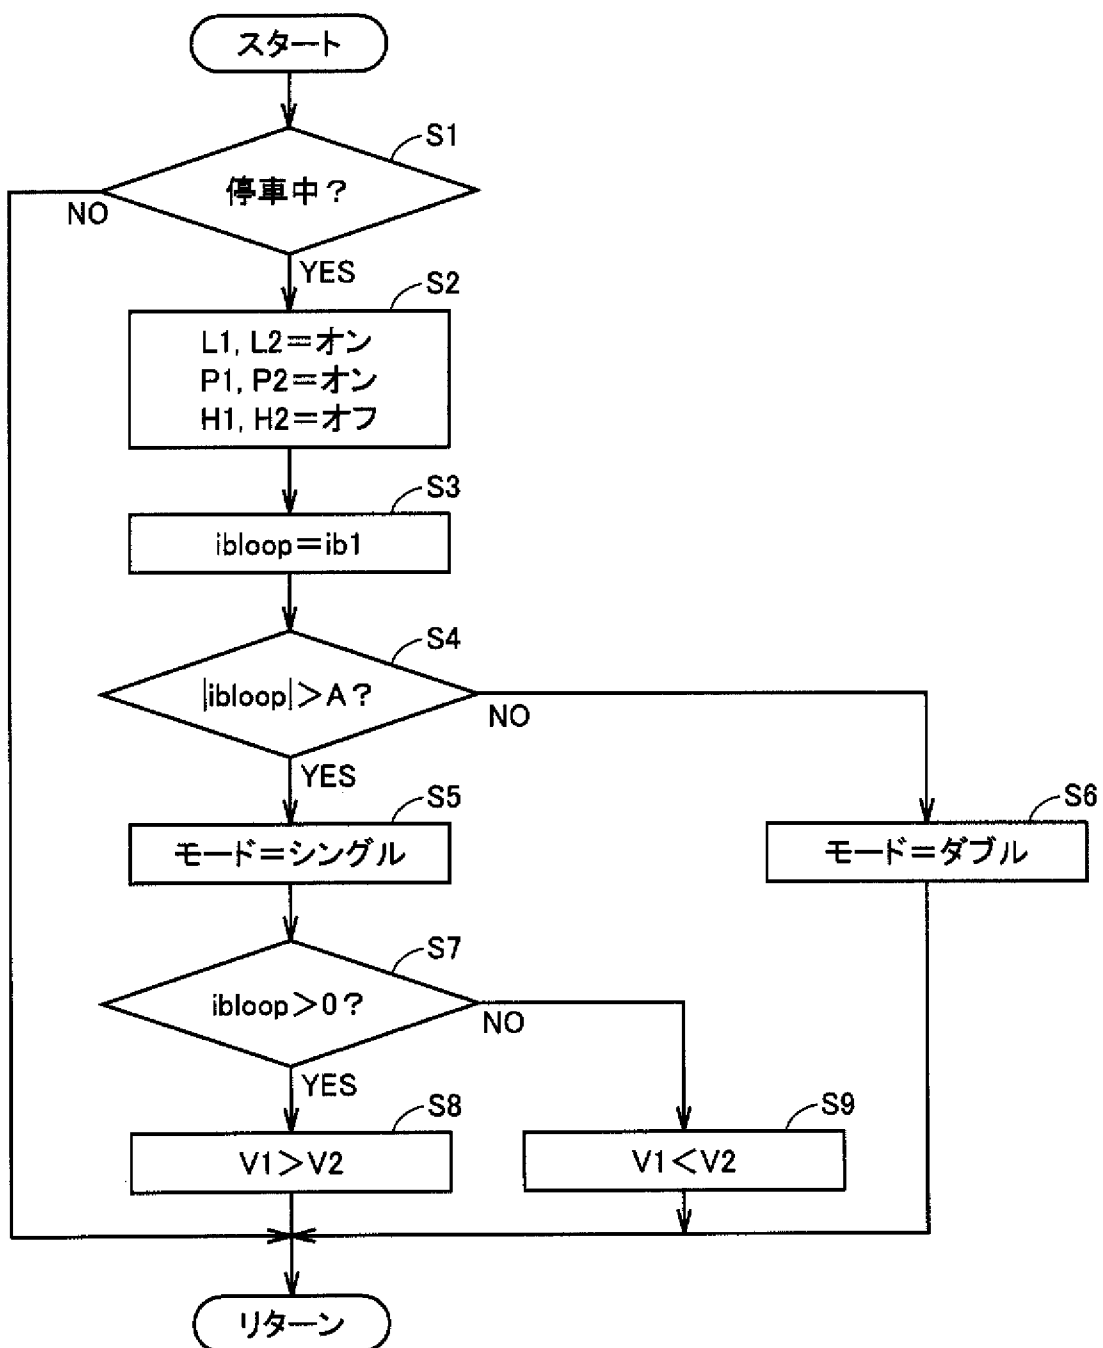 スタート
S1
停車中?
NO
YES
S2
L1, L2=オン
P1, P2=オン
H1, H2=オフ
S3
ibloop=ib1
S4
|ibloop|>A?
NO
YES
S5
モード=シングル
S6
モード=ダブル
S7
ibloop>0?
NO
YES
S8
V1>V2
S9
V1<V2
リターン